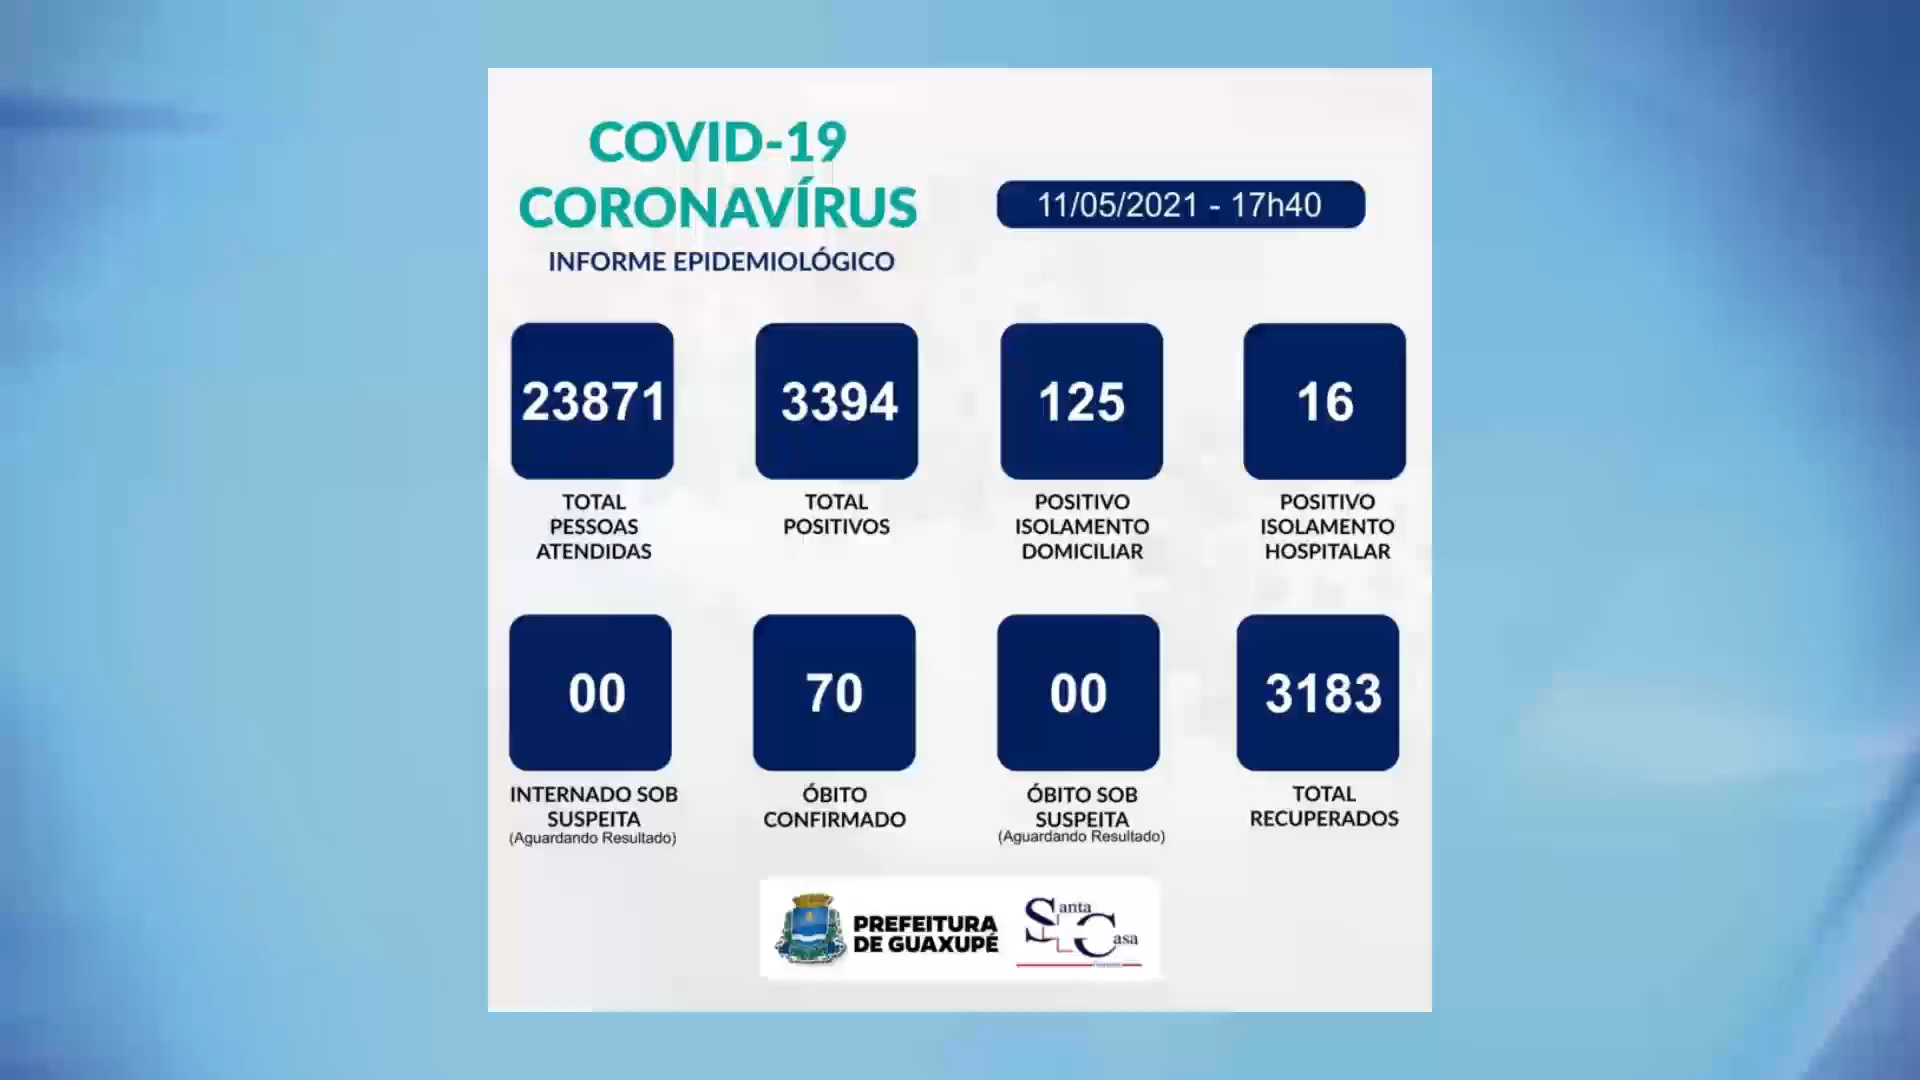 COVID-19
CORONAVÍRUS
INFORME EPIDEMIOLÓGICO
11/05/2021 - 17h40
23871
TOTAL
PESSOAS
ATENDIDAS
3394
TOTAL
POSITIVOS
125
POSITIVO
ISOLAMENTO
DOMICILIAR
16
POSITIVO
ISOLAMENTO
HOSPITALAR
00
INTERNADO SOB
SUSPEITA
(Aguardando Resultado)
70
ÓBITO
CONFIRMADO
00
ÓBITO SOB
SUSPEITA
(Aguardando Resultado)
3183
TOTAL
RECUPERADOS
PREFEITURA
DE GUAXUPÉ
Santa
Casa